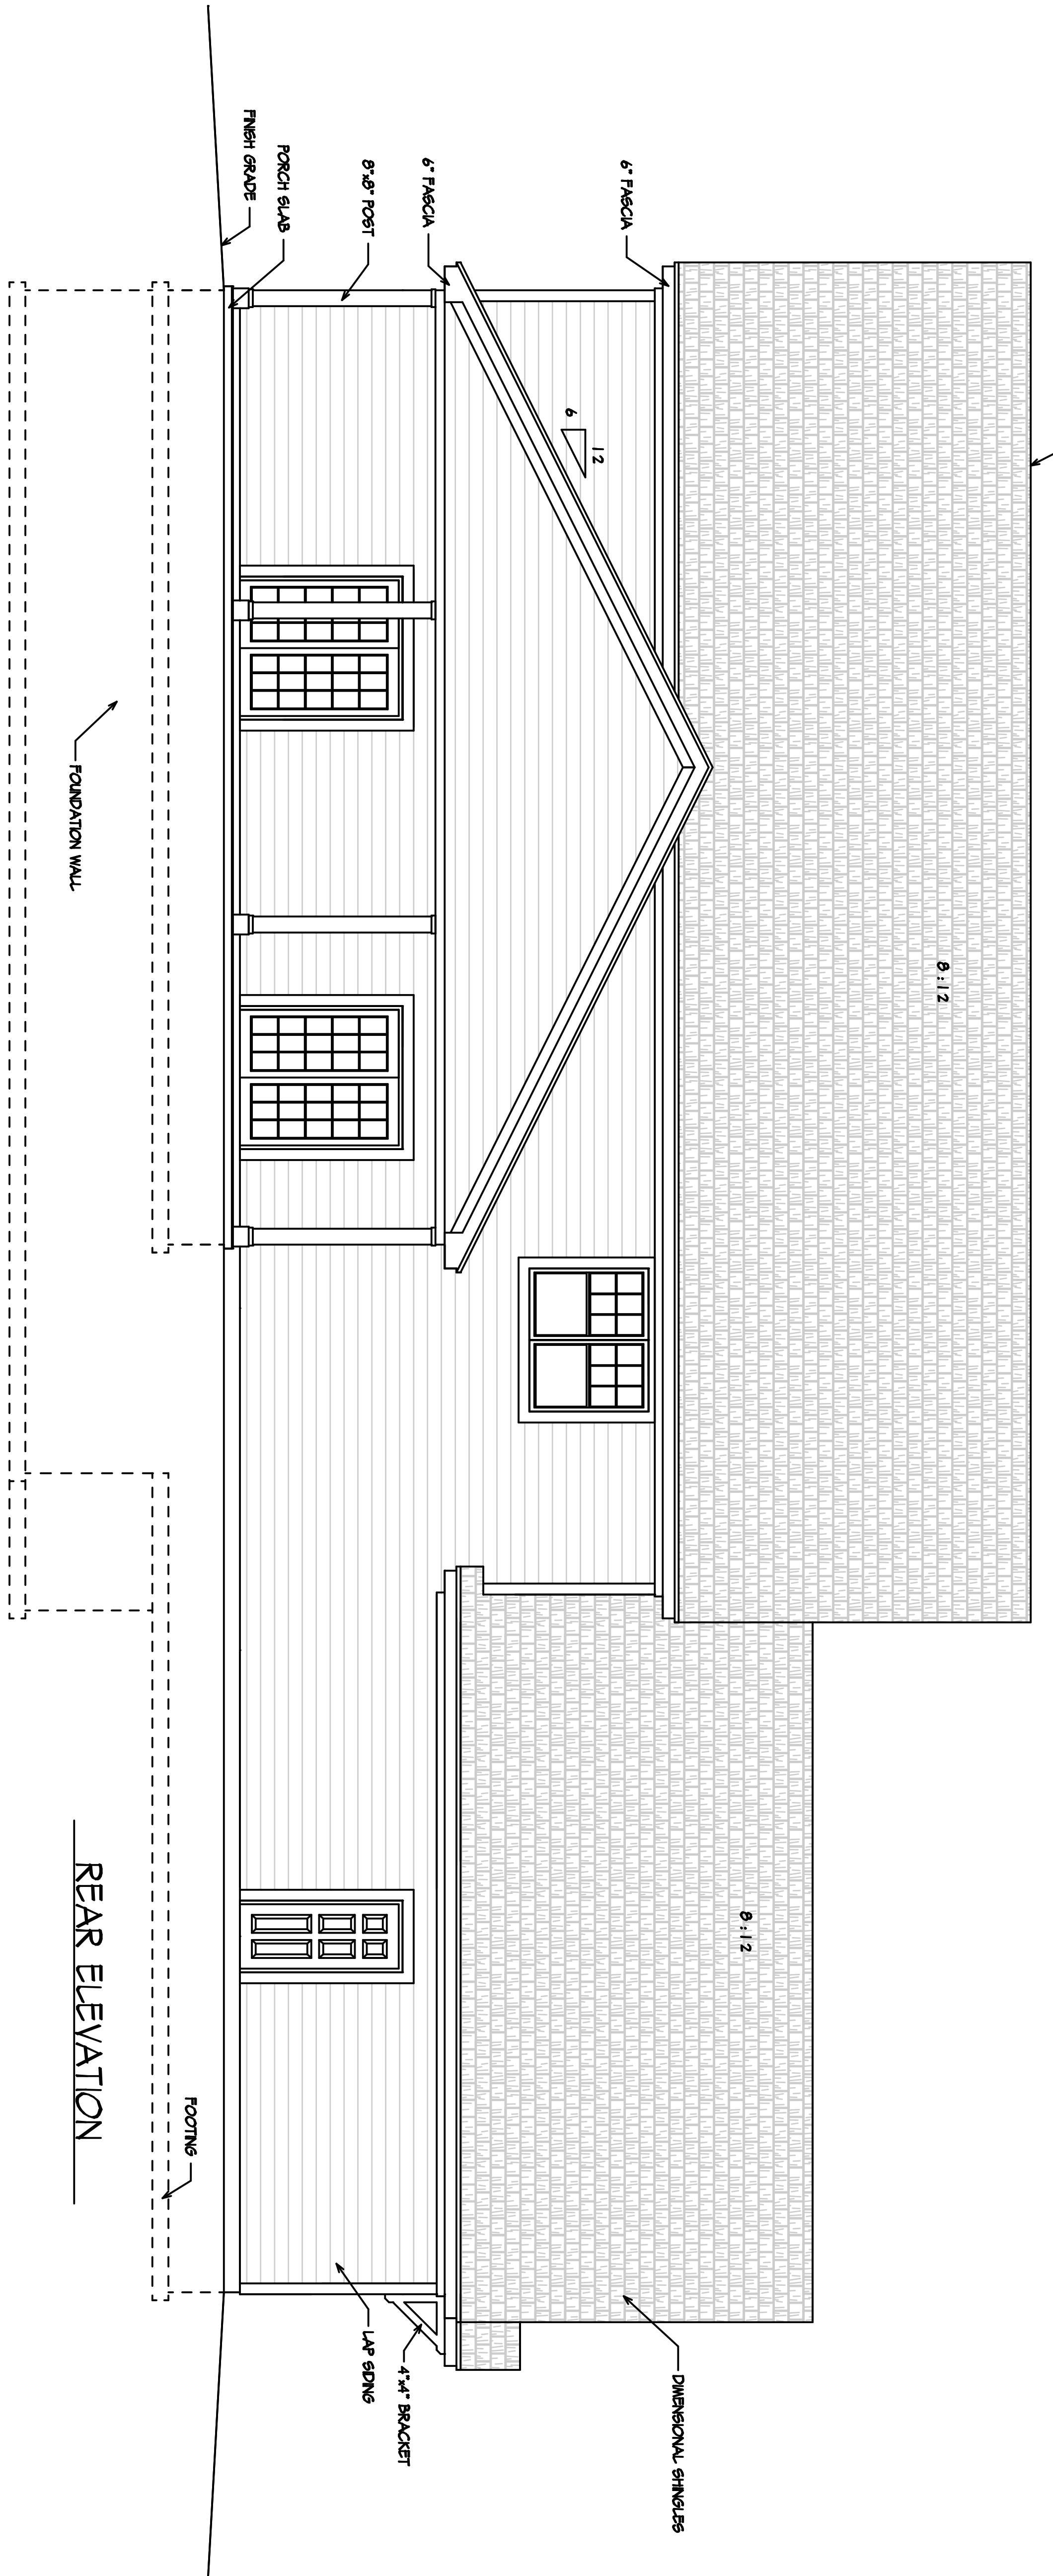 6" FASCIA
6" FASCIA
8"x8" POST
PORCH SLAB
FINISH GRADE
12
6
8:12
8:12
FOUNDATION WALL
DIMENSIONAL SHINGLES
4"x4" BRACKET
LAP SIDING
FOOTING
REAR ELEVATION